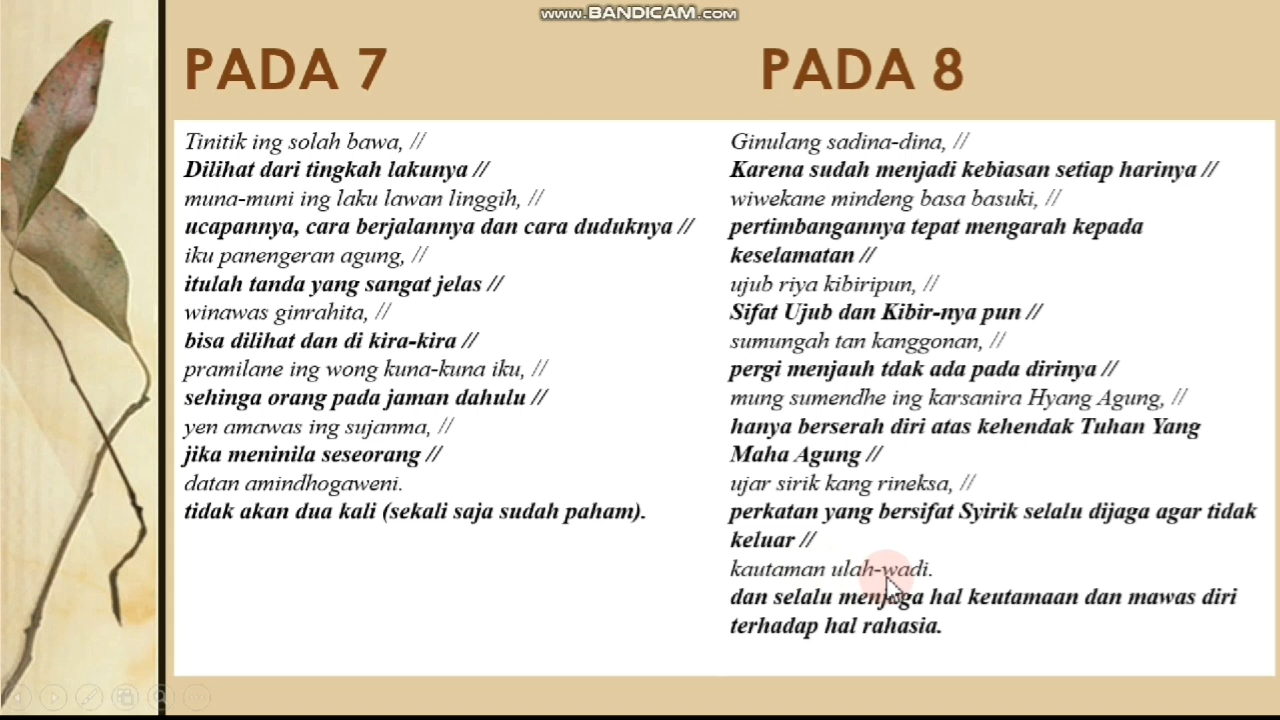 www.BANDICAM.com
PADA 7
Tinitik ing solah bawa, //
Dilihat dari tingkah lakunya //
muna-muni ing laku lawan linggih, //
ucapannya, cara berjalannya dan cara duduknya //
iku panengeran agung, //
itulah tanda yang sangat jelas //
winawas ginrahita, //
bisa dilihat dan di kira-kira //
pramilane ing wong kuna-kuna iku, //
sehinga orang pada jaman dahulu //
yen amawas ing sujanma, //
jika meninila seseorang //
datan amindhogaweni.
tidak akan dua kali (sekali saja sudah paham).
PADA 8
Ginulang sadina-dina, //
Karena sudah menjadi kebiasan setiap harinya //
wiwekane mindeng basa basuki, //
pertimbangannya tepat mengarah kepada
keselamatan //
ujub riya kibiripun, //
Sifat Ujub dan Kibir-nya pun //
sumungah tan kanggonan, //
pergi menjauh tdak ada pada dirinya //
mung sumendhe ing karsanira Hyang Agung, //
hanya berserah diri atas kehendak Tuhan Yang
Maha Agung //
ujar sirik kang rineksa, //
perkatan yang bersifat Syirik selalu dijaga agar tidak
keluar //
kautaman ulah-wadi.
dan selalu menjaga hal keutamaan dan mawas diri
terhadap hal rahasia.